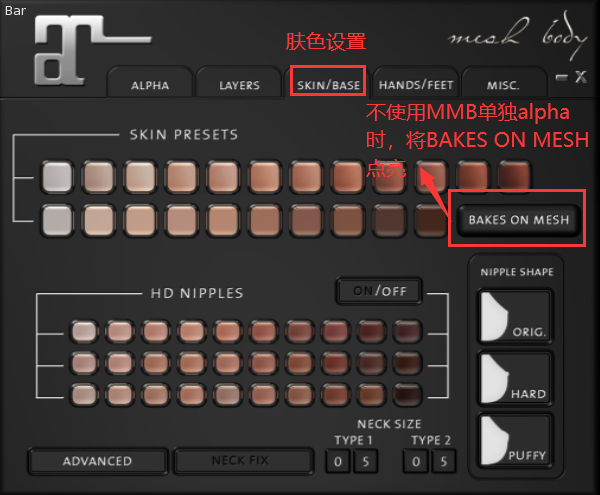 Bar
mesh body
肤色设置
ALPHA
LAYERS
SKIN/BASE
HANDS/FEET
MISC.
X
不使用MMB单独alpha
时，将BAKES ON MESH
点亮
SKIN PRESETS
BAKES ON MESH
HD NIPPLES
ON/OFF
NIPPLE SHAPE
ORIG.
HARD
PUFFY
NECK SIZE
TYPE 1
TYPE 2
0 5
0 5
ADVANCED
NECK FIX